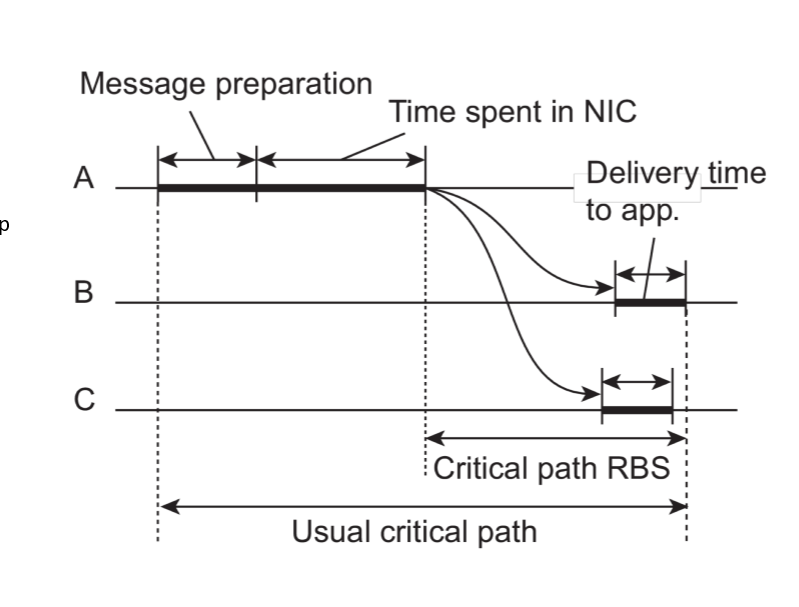 Message preparation
Time spent in NIC
A
Delivery time
to app.
p
B
C
Critical path RBS
Usual critical path